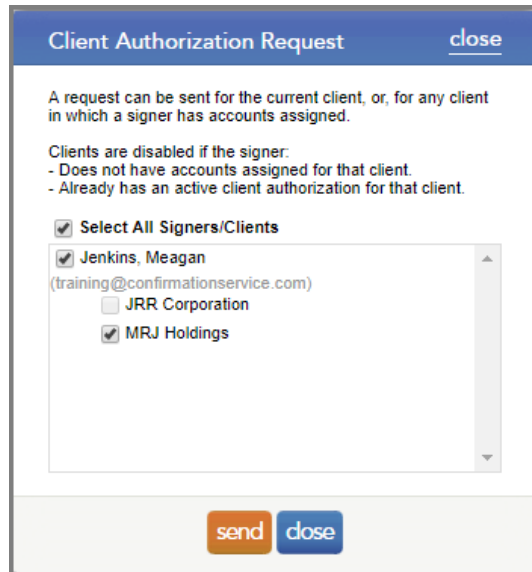 Client Authorization Request close
A request can be sent for the current client, or, for any client
in which a signer has accounts assigned.
Clients are disabled if the signer:
- Does not have accounts assigned for that client.
- Already has an active client authorization for that client.
Select All Signers/Clients
Jenkins, Meagan
(training@confirmationservice.com)
JRR Corporation
MRJ Holdings
send close